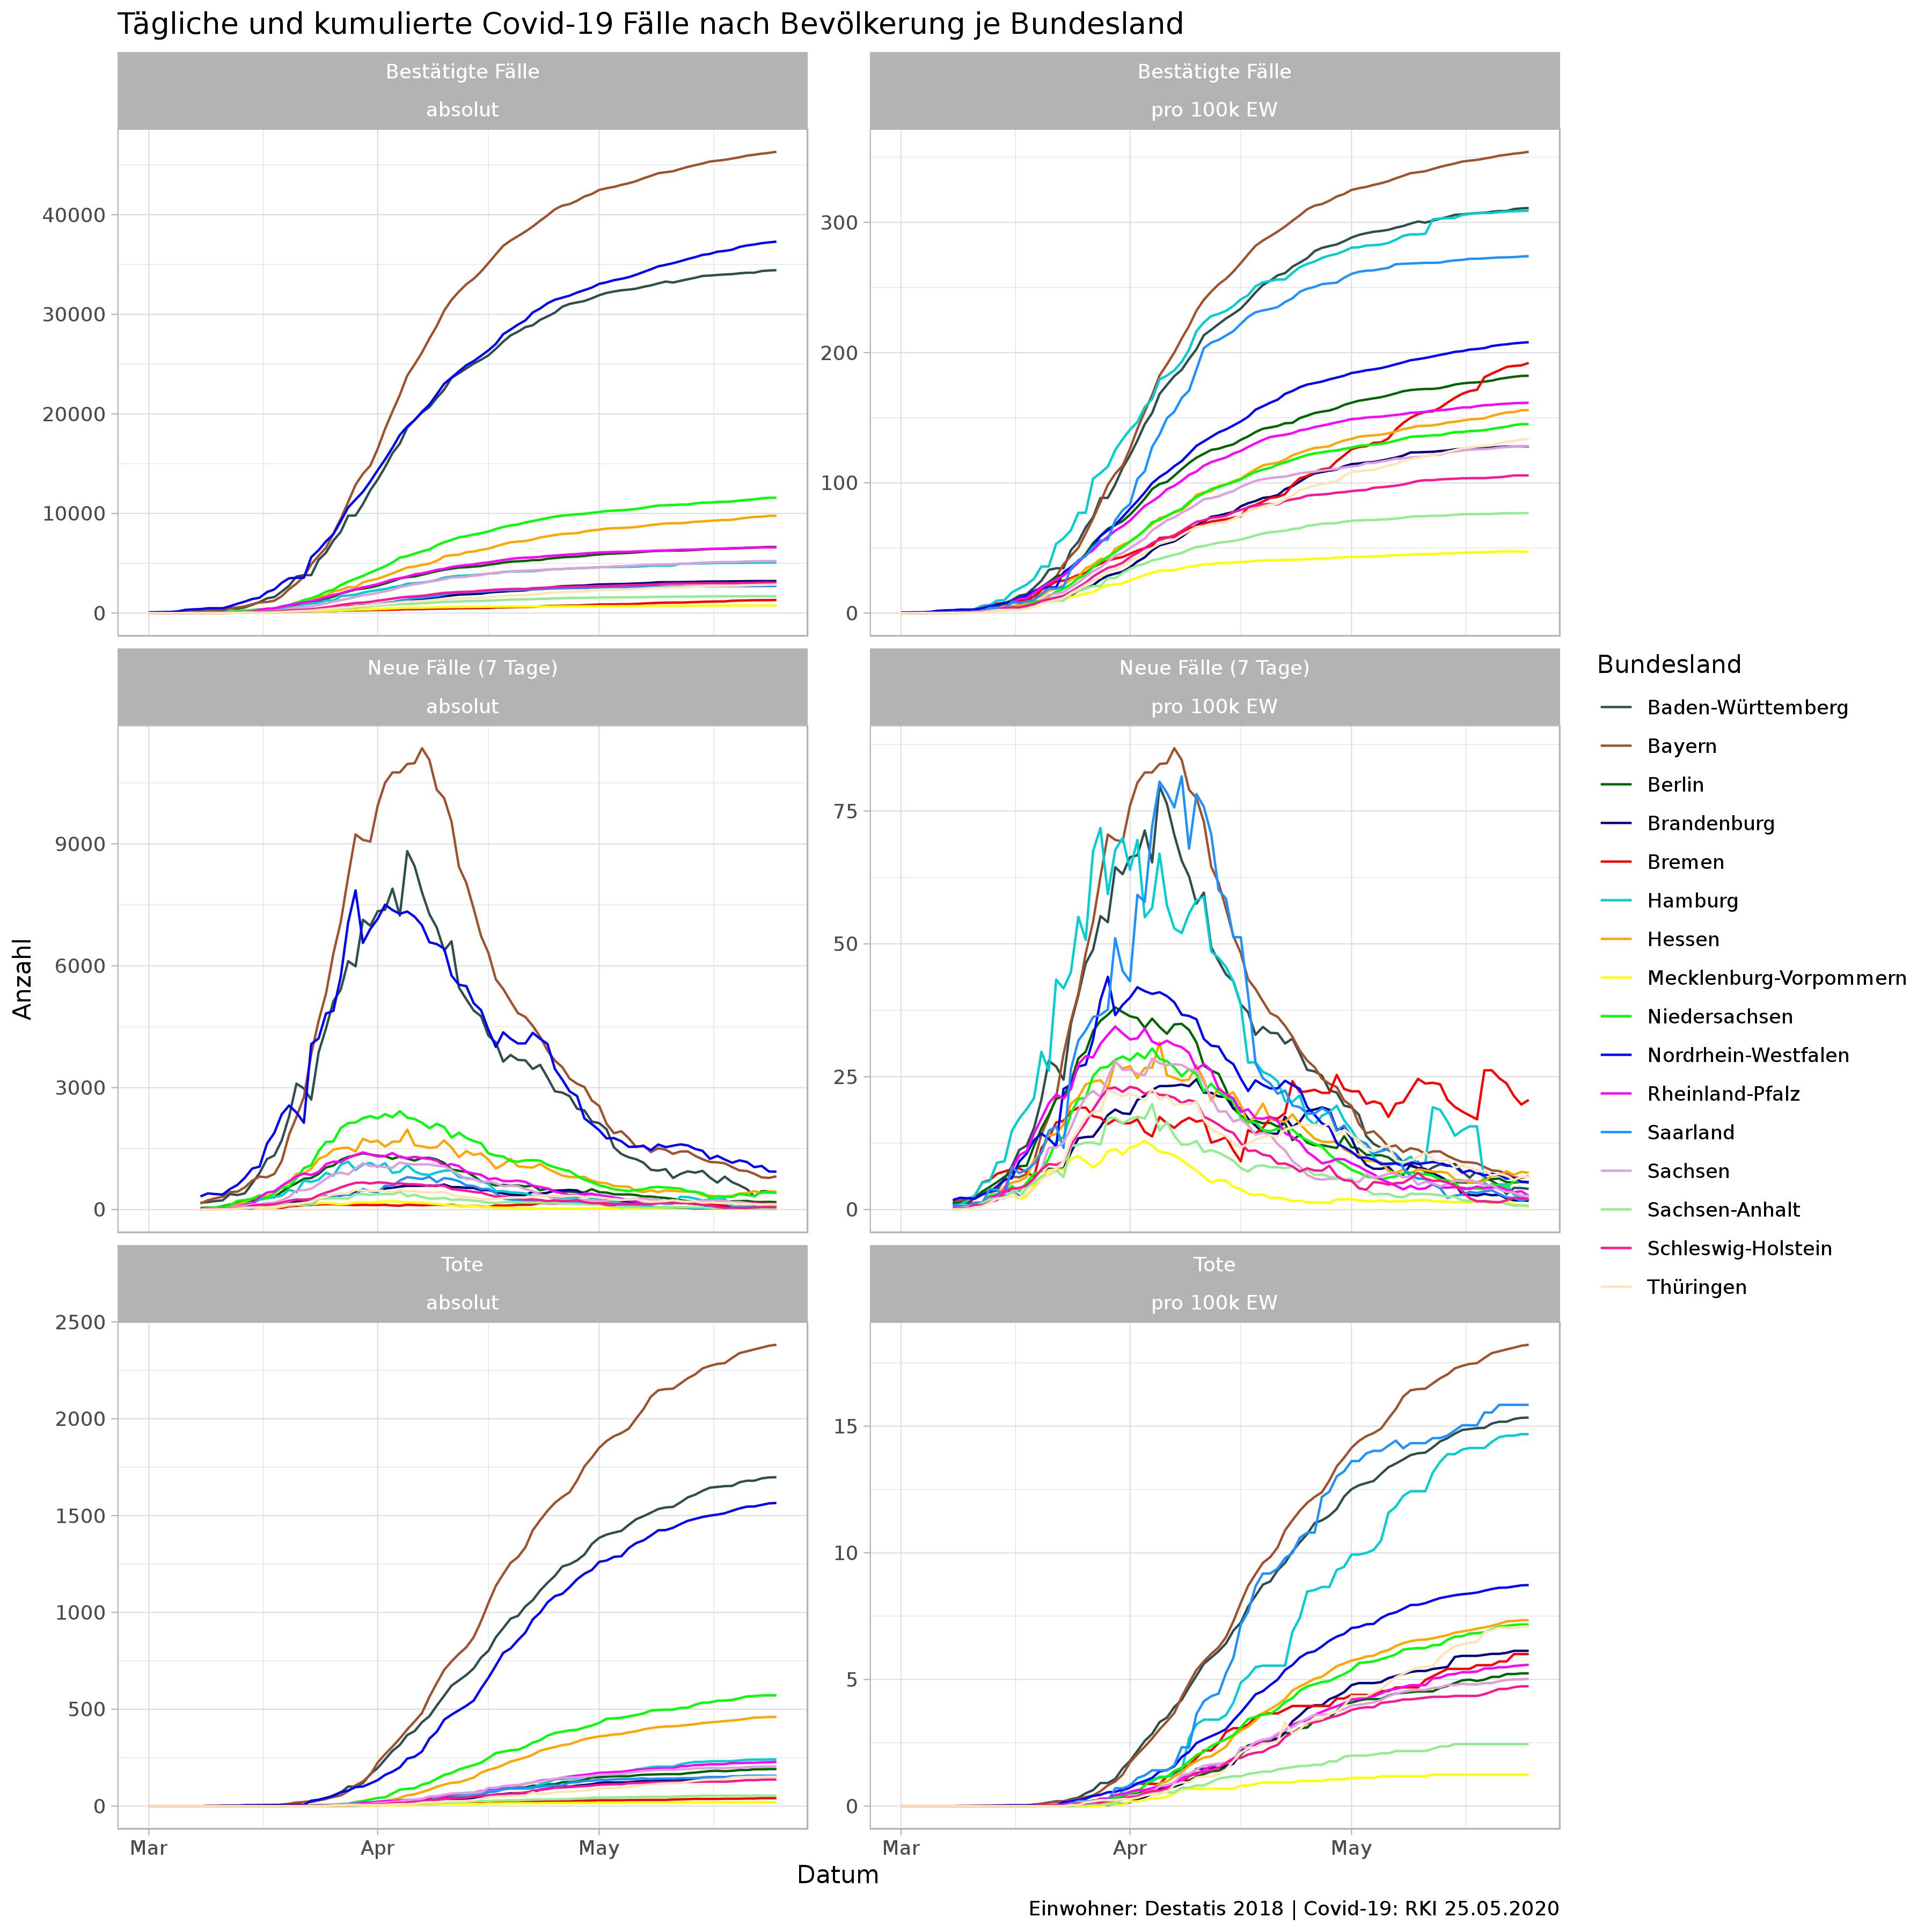 Tägliche und kumulierte Covid-19 Fälle nach Bevölkerung je Bundesland
Bestätigte Fälle
absolut
Bestätigte Fälle
pro 100k EW
40000
30000
20000
10000
0
300
200
100
0
Neue Fälle (7 Tage)
absolut
Neue Fälle (7 Tage)
pro 100k EW
9000
6000
3000
0
75
50
25
0
Anzahl
Tote
absolut
Tote
pro 100k EW
2500
2000
1500
1000
500
0
15
10
5
0
Mar
Apr
May
Mar
Apr
May
Datum
Bundesland
Baden-Württemberg
Bayern
Berlin
Brandenburg
Bremen
Hamburg
Hessen
Mecklenburg-Vorpommern
Niedersachsen
Nordrhein-Westfalen
Rheinland-Pfalz
Saarland
Sachsen
Sachsen-Anhalt
Schleswig-Holstein
Thüringen
Einwohner: Destatis 2018 | Covid-19: RKI 25.05.2020